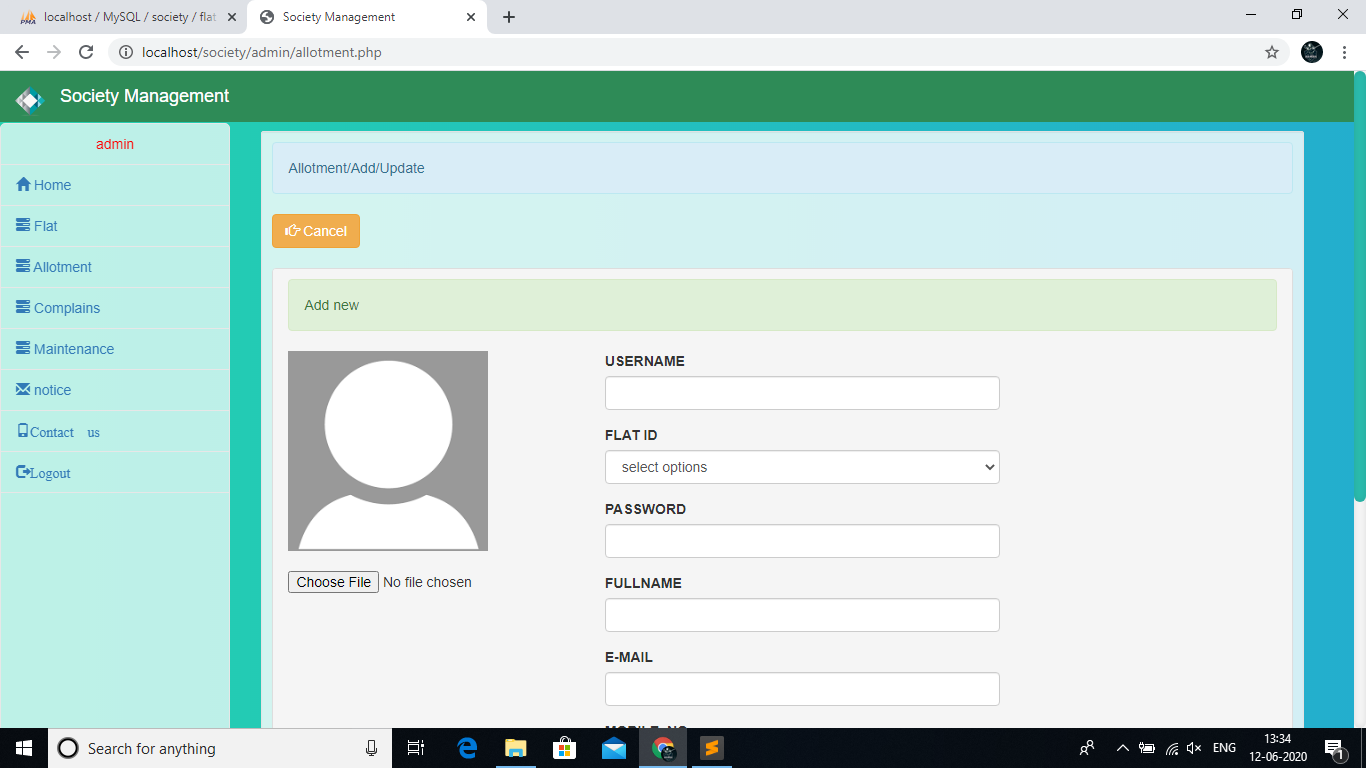 localhost / MySQL / society / flat
Society Management
localhost/society/admin/allotment.php
Society Management
admin
Home
Flat
Allotment
Complains
Maintenance
notice
Contact us
Logout
Allotment/Add/Update
Cancel
Add new
Choose File No file chosen
USERNAME
FLAT ID
select options
PASSWORD
FULLNAME
E-MAIL
Search for anything
ENG
13:34
12-06-2020
1